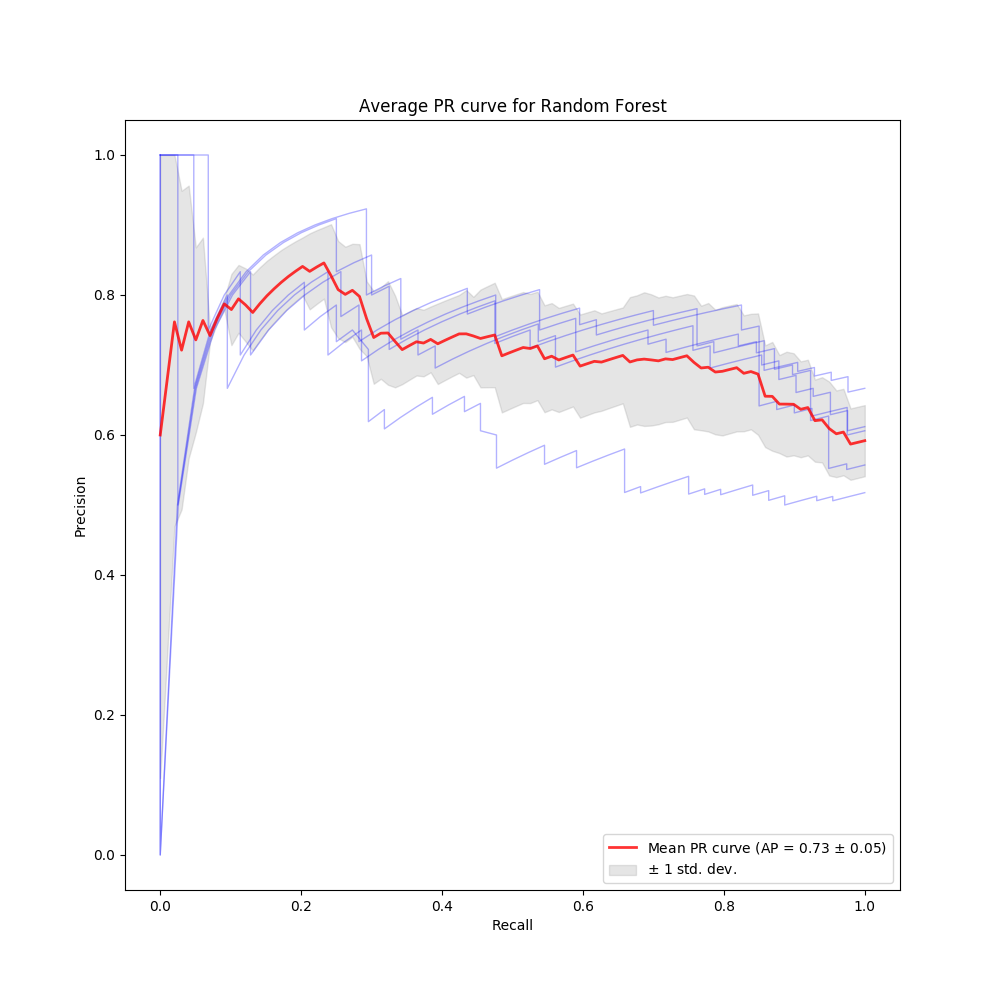 Average PR curve for Random Forest
1.0
0.8
0.6
0.4
0.2
0.0
Precision
0.0 0.2 0.4 0.6 0.8 1.0
Recall
Mean PR curve (AP = 0.73 ± 0.05)
± 1 std. dev.